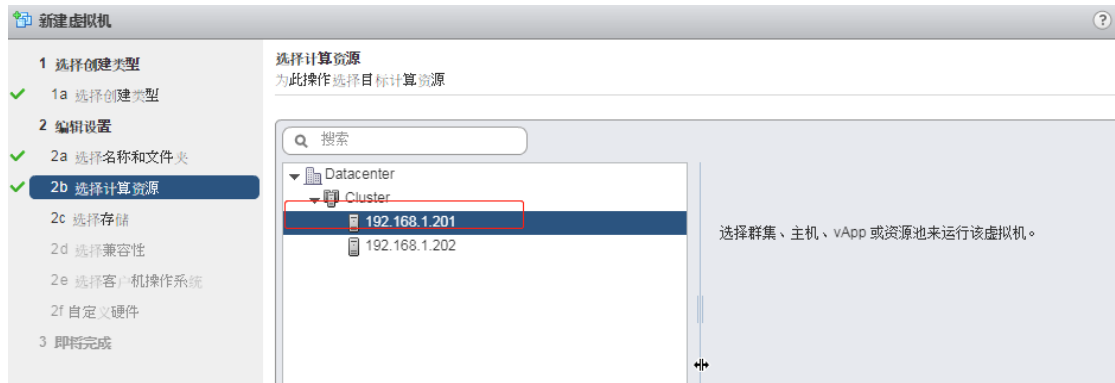 新建虚拟机
?
1 选择创建类型
1a 选择创建类型
2 编辑设置
2a 选择名称和文件夹
2b 选择计算资源
2c 选择存储
2d 选择兼容性
2e 选择客户机操作系统
2f 自定义硬件
3 即将完成
选择计算资源
为此操作选择目标计算资源
搜索
Datacenter
Cluster
192.168.1.201
192.168.1.202
选择群集、主机、vApp 或资源池来运行该虚拟机。